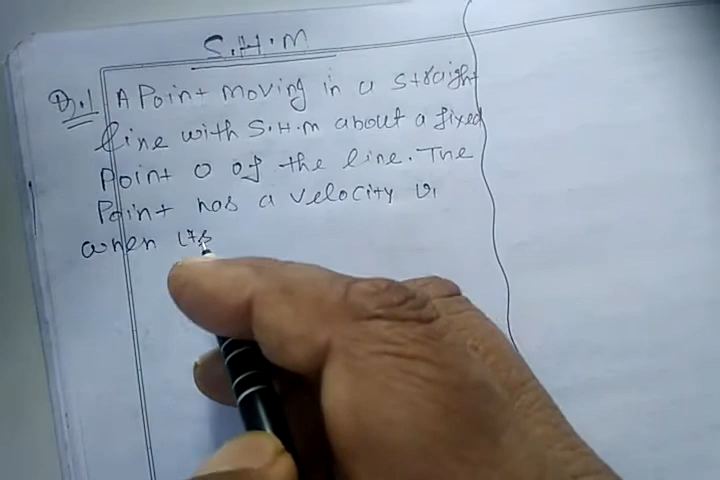 S.H.M
Q.1 A Point moving in a straight
line with S.H.M about a fixed
Point O of the line. The
Point has a velocity v₁
when its